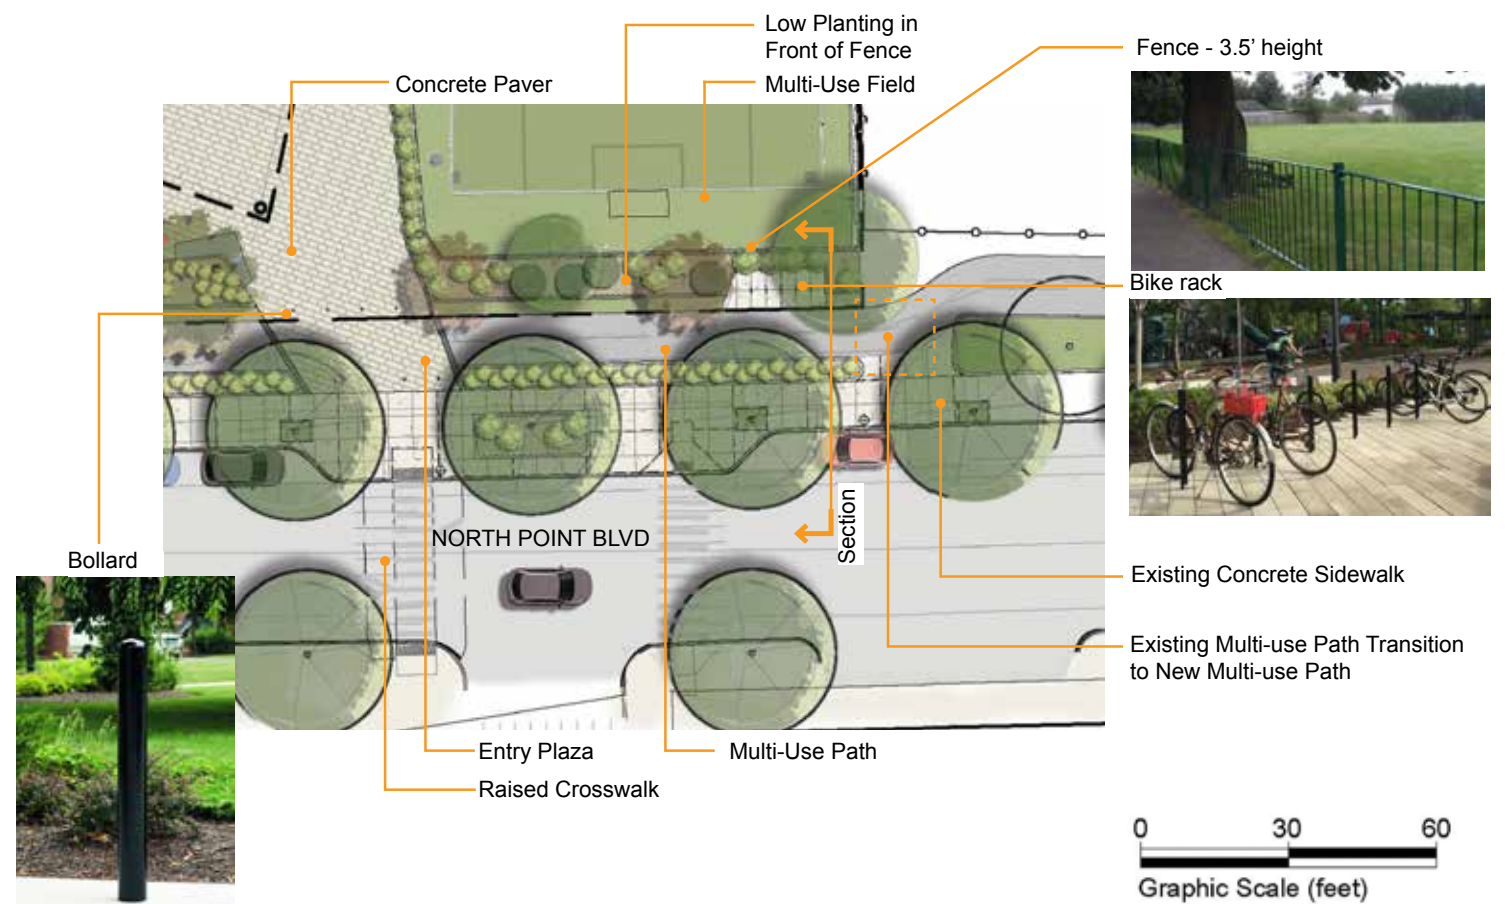 Low Planting in
Front of Fence
Fence - 3.5’ height
Concrete Paver
Multi-Use Field
Bike rack
Section
NORTH POINT BLVD
Bollard
Existing Concrete Sidewalk
Existing Multi-use Path Transition
to New Multi-use Path
Entry Plaza
Multi-Use Path
Raised Crosswalk
0 30 60
Graphic Scale (feet)